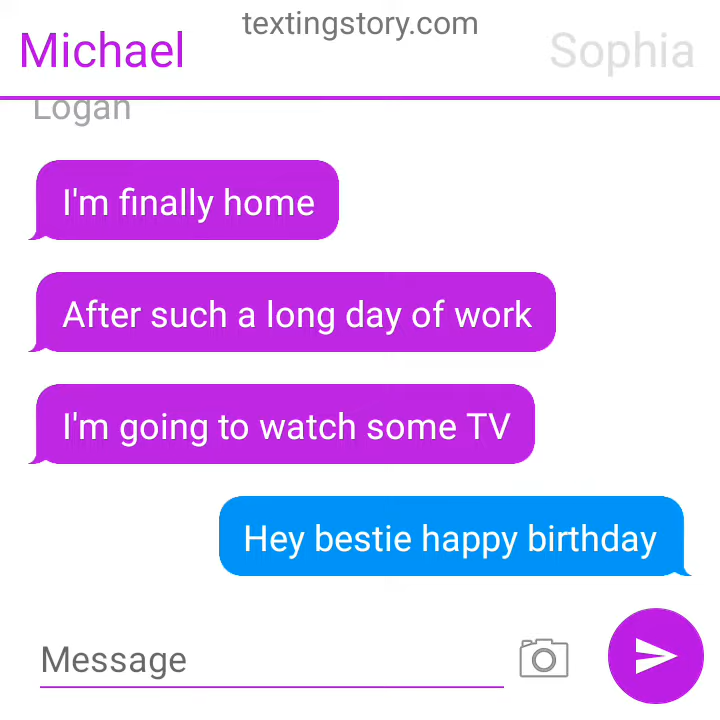 textingstory.com
Michael
Sophia
Logan
I'm finally home
After such a long day of work
I'm going to watch some TV
Hey bestie happy birthday
Message